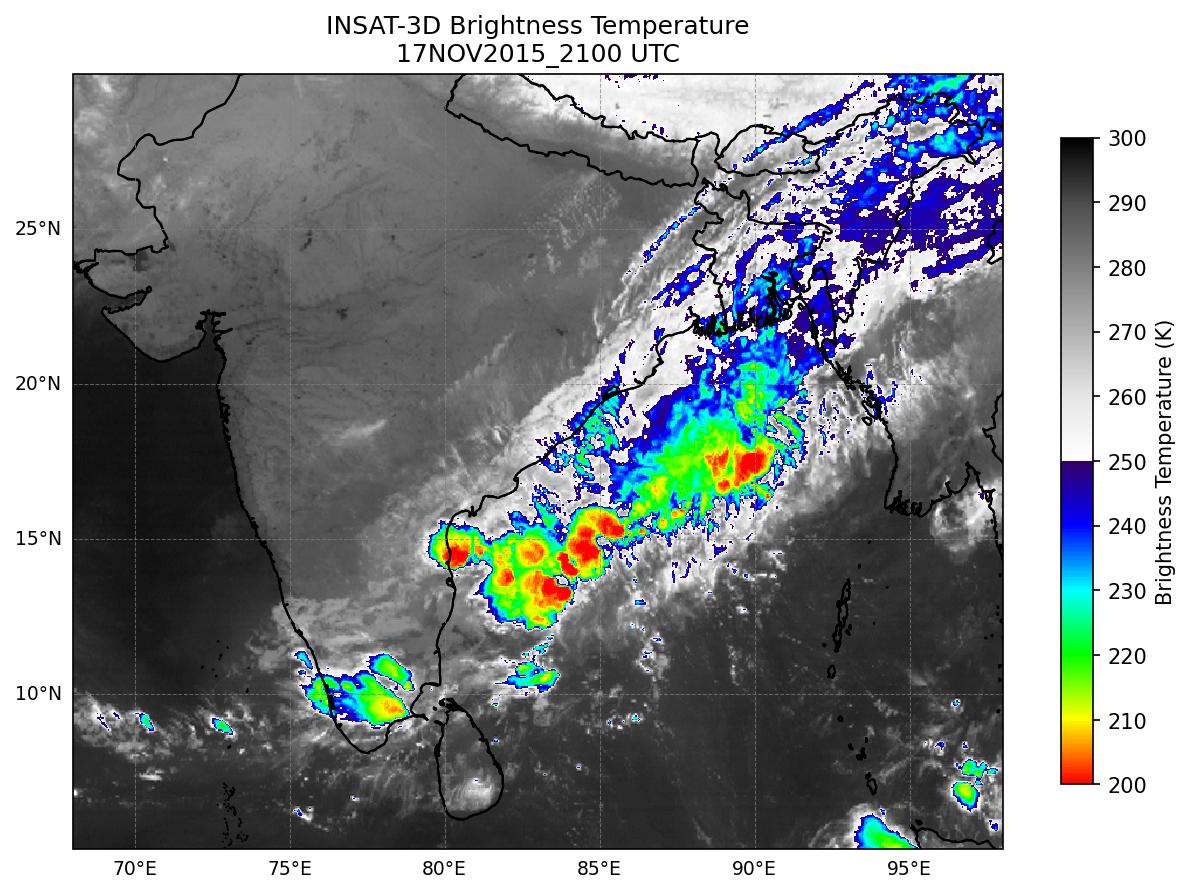 INSAT-3D Brightness Temperature
17NOV2015_2100 UTC
25°N
20°N
15°N
10°N
70°E
75°E
80°E
85°E
90°E
95°E
300
290
280
270
260
250
240
230
220
210
200
Brightness Temperature (K)